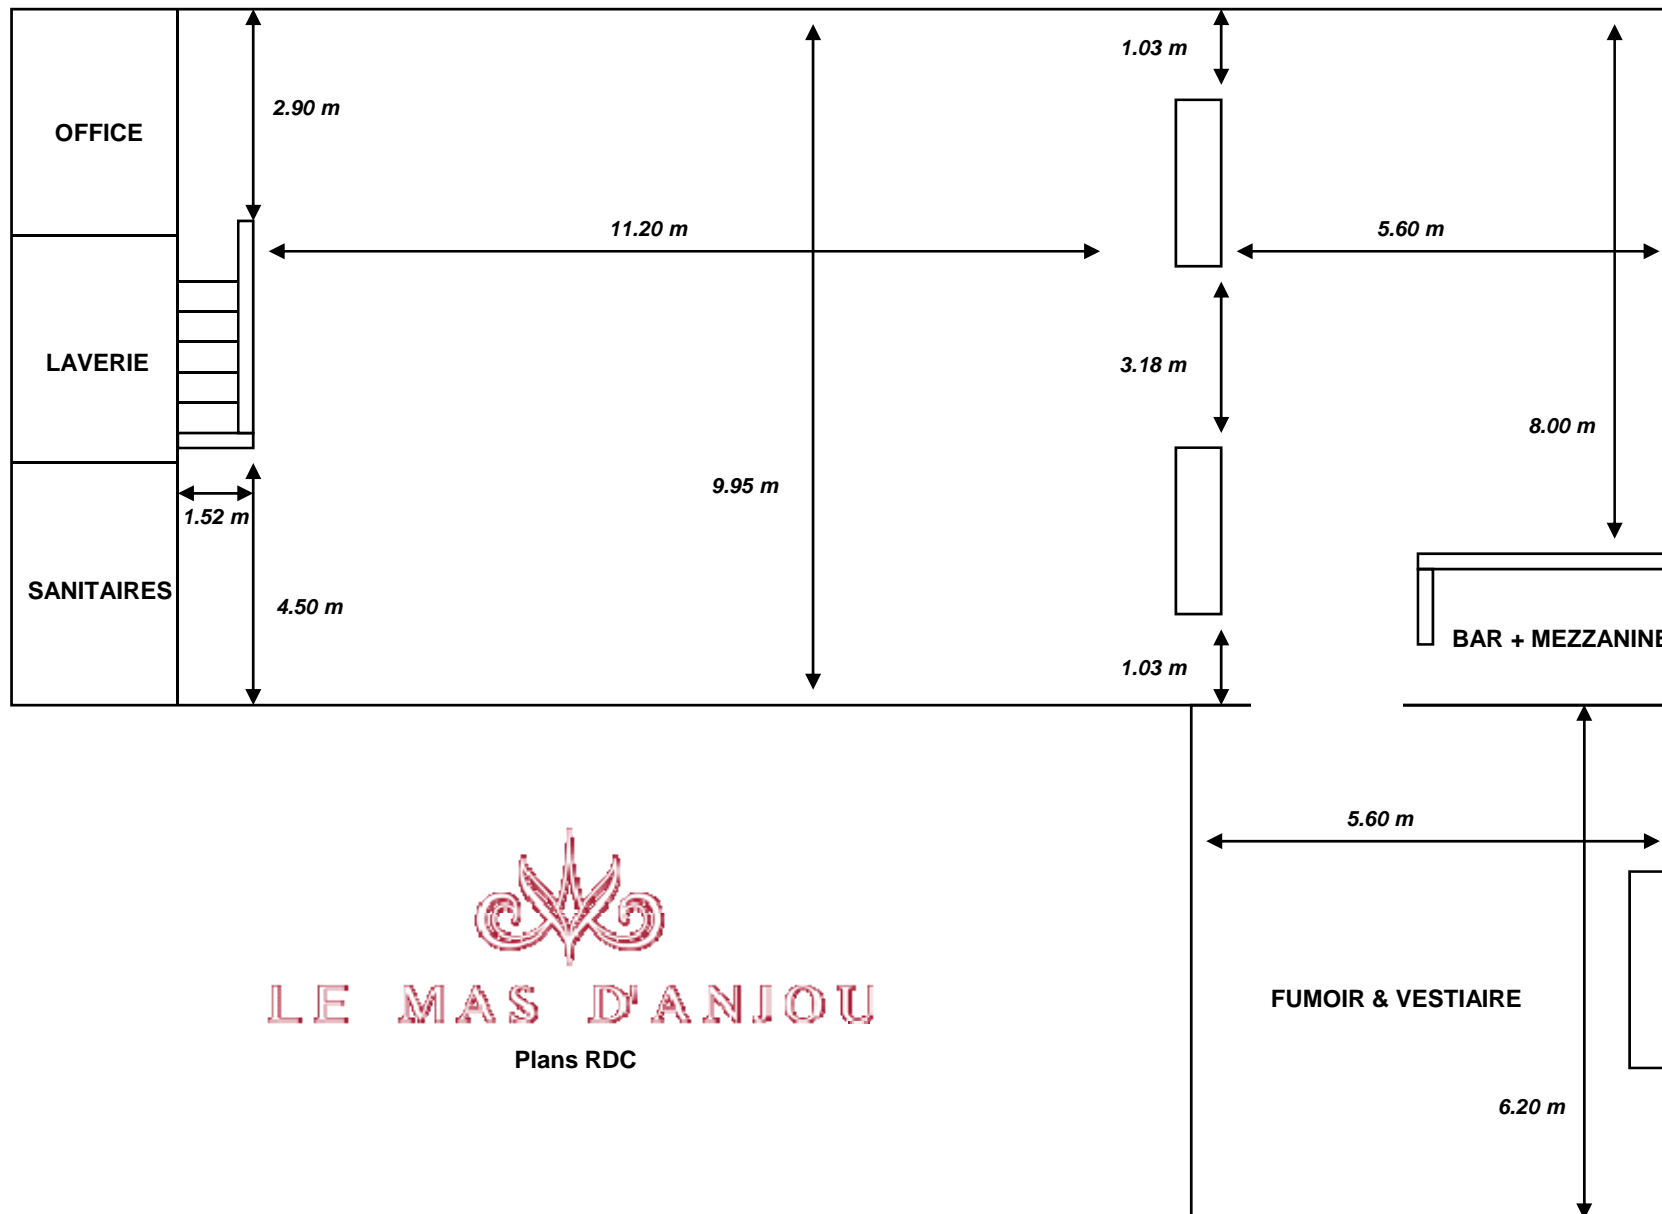 1.03 m
2.90 m
OFFICE
11.20 m
5.60 m
LAVERIE
3.18 m
8.00 m
9.95 m
1.52 m
SANITAIRES
4.50 m
BAR + MEZZANINE
1.03 m
5.60 m
LE MAS D'ANJOU
FUMOIR & VESTIAIRE
Plans RDC
6.20 m